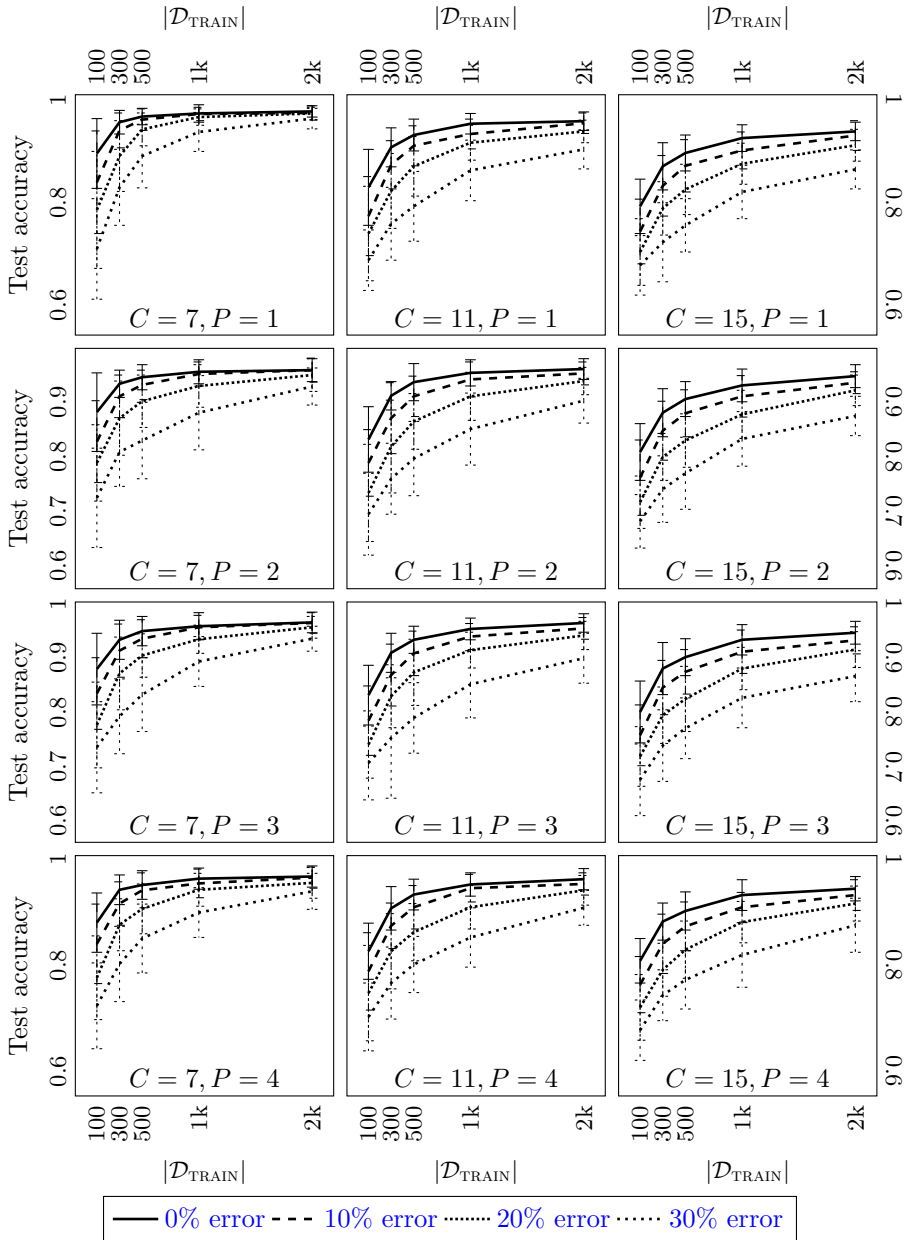 |𝒟TRAIN| |𝒟TRAIN| |𝒟TRAIN|
100 300 500 1k 2k 100 300 500 1k 2k 100 300 500 1k 2k
Test accuracy
1
0.8
0.6
C = 7, P = 1
C = 11, P = 1
C = 15, P = 1
1
0.8
0.6
Test accuracy
0.9
0.8
0.7
0.6
C = 7, P = 2
C = 11, P = 2
C = 15, P = 2
0.9
0.8
0.7
0.6
Test accuracy
1
0.9
0.8
0.7
0.6
C = 7, P = 3
C = 11, P = 3
C = 15, P = 3
1
0.9
0.8
0.7
0.6
Test accuracy
1
0.8
0.6
C = 7, P = 4
C = 11, P = 4
C = 15, P = 4
1
0.8
0.6
100 300 500 1k 2k 100 300 500 1k 2k 100 300 500 1k 2k
|𝒟TRAIN| |𝒟TRAIN| |𝒟TRAIN|
0% error 10% error 20% error 30% error